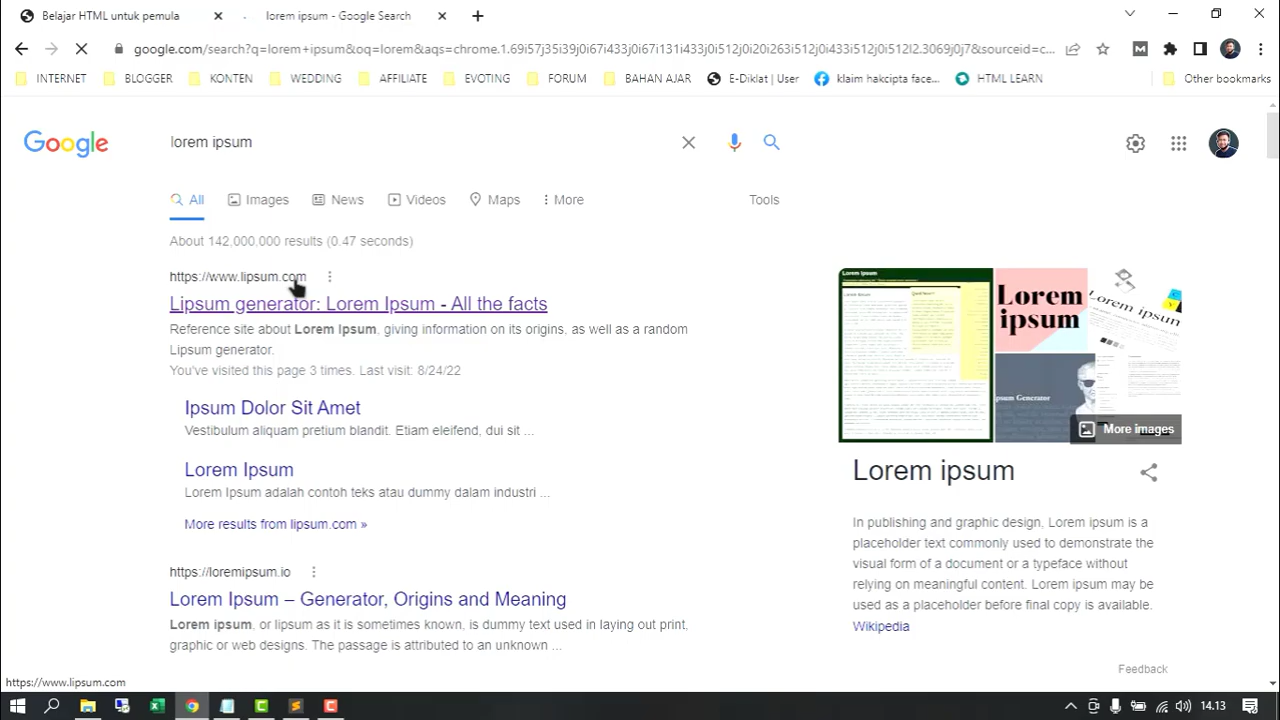 Belajar HTML untuk pemula
lorem ipsum - Google Search
google.com/search?q=lorem+ipsum&oq=lorem&aqs=chrome.1.69i57j35i39j0i67i433j0i67i131i433j0i512j0i20i263i512j0i433i512j0i512l2.3069j0j7&sourceid=c...
INTERNET
BLOGGER
KONTEN
WEDDING
AFFILIATE
EVOTING
FORUM
BAHAN AJAR
E-Diklat | User
klaim hakcipta face...
HTML LEARN
Other bookmarks
Google
lorem ipsum
All
Images
News
Videos
Maps
More
Tools
About 142,000,000 results (0.47 seconds)
https://www.lipsum.com
Lipsum generator: Lorem Ipsum - All the facts
Reference site about Lorem Ipsum, giving information on its origins, as well as a random
Lipsum generator.
You visited this page 3 times. Last visit: 8/24/22
Ipsum Dolor Sit Amet
pretium blandit. Etiam eleifend, dui sit ...
Lorem Ipsum
Lorem Ipsum adalah contoh teks atau dummy dalam industri ...
More results from lipsum.com »
https://loremipsum.io
Lorem Ipsum – Generator, Origins and Meaning
Lorem ipsum, or lipsum as it is sometimes known, is dummy text used in laying out print,
graphic or web designs. The passage is attributed to an unknown ...
Lorem Ipsum
Lorem
ipsum
Lorem ipsum
Ipsum Generator
More images
Lorem ipsum
In publishing and graphic design, Lorem ipsum is a
placeholder text commonly used to demonstrate the
visual form of a document or a typeface without
relying on meaningful content. Lorem ipsum may be
used as a placeholder before final copy is available.
Wikipedia
Feedback
https://www.lipsum.com
14.13